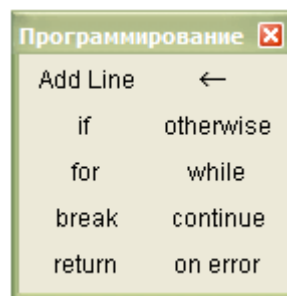 Программирование
Add Line ←
if otherwise
for while
break continue
return on error